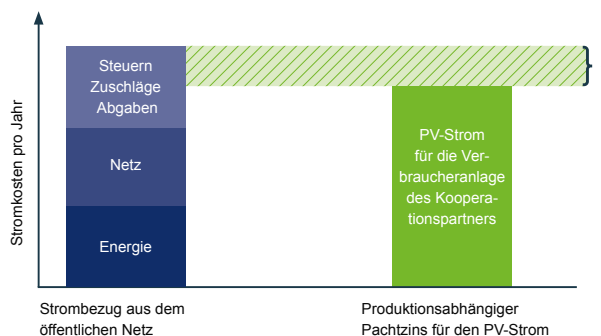 Stromkosten pro Jahr
Steuern
Zuschläge
Abgaben
Netz
Energie
PV-Strom
für die Ver-
braucheranlage
des Koopera-
tionspartners
Strombezug aus dem
öffentlichen Netz
Produktionsabhängiger
Pachtzins für den PV-Strom